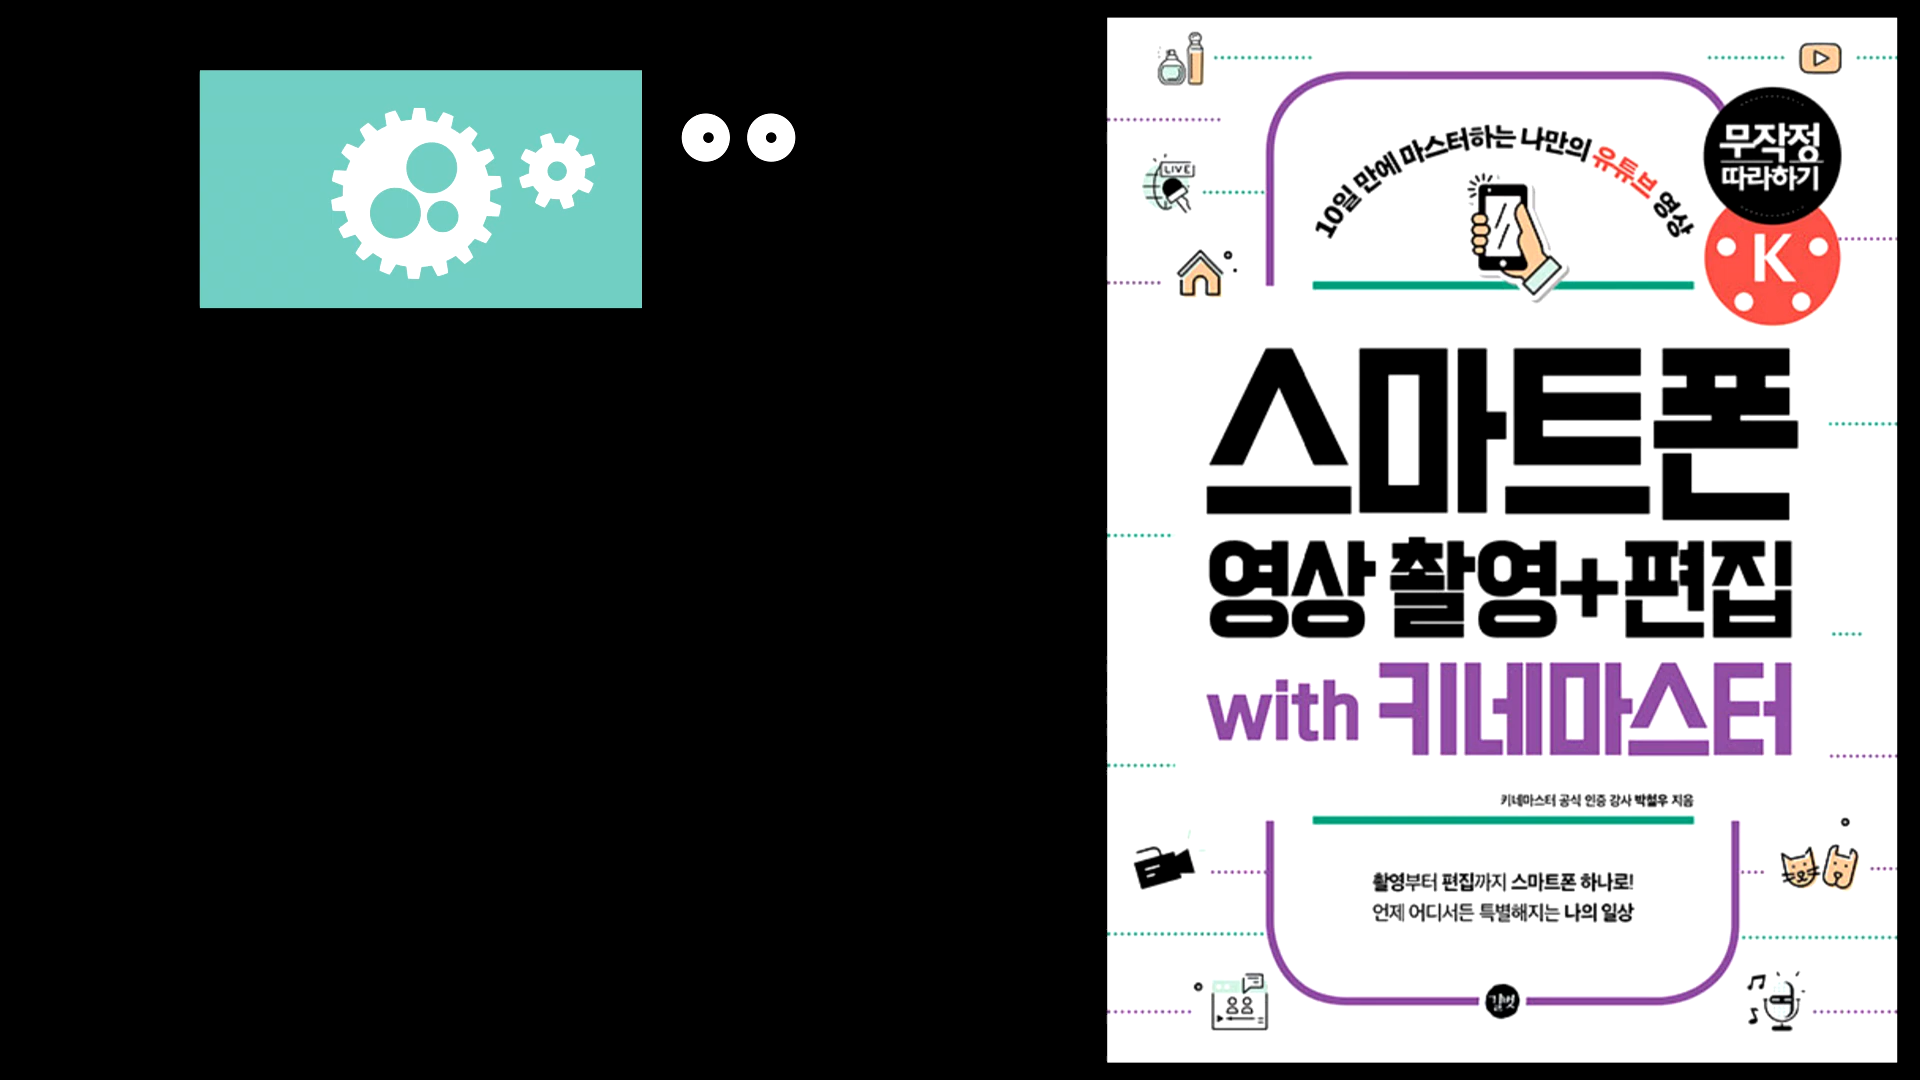 10일 만에 마스터하는 나만의 유튜브 영상
무작정
따라하기
K
LIVE
스마트폰
영상 촬영+편집
with 키네마스터
키네마스터 공식 인증 강사 박철우 지음
촬영부터 편집까지 스마트폰 하나로!
언제 어디서든 특별해지는 나의 일상
길벗